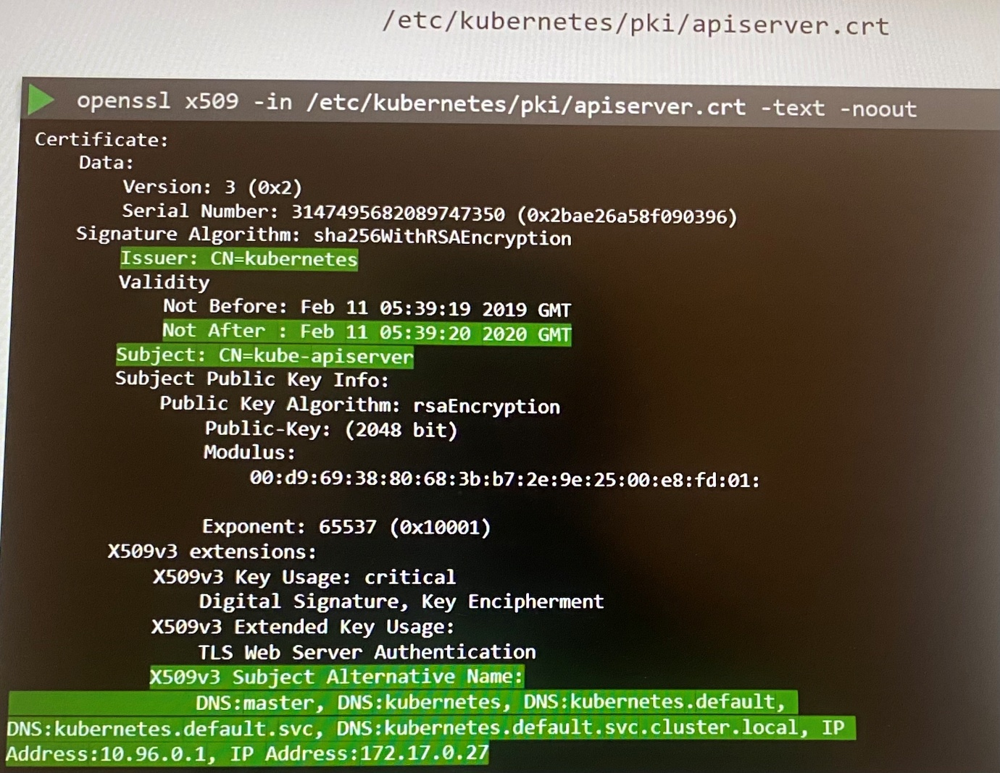 /etc/kubernetes/pki/apiserver.crt
openssl x509 -in /etc/kubernetes/pki/apiserver.crt -text -noout
Certificate:
Data:
Version: 3 (0x2)
Serial Number: 3147495682089747350 (0x2bae26a58f090396)
Signature Algorithm: sha256WithRSAEncryption
Issuer: CN=kubernetes
Validity
Not Before: Feb 11 05:39:19 2019 GMT
Not After : Feb 11 05:39:20 2020 GMT
Subject: CN=kube-apiserver
Subject Public Key Info:
Public Key Algorithm: rsaEncryption
Public-Key: (2048 bit)
Modulus:
00:d9:69:38:80:68:3b:b7:2e:9e:25:00:e8:fd:01:
Exponent: 65537 (0x10001)
X509v3 extensions:
X509v3 Key Usage: critical
Digital Signature, Key Encipherment
X509v3 Extended Key Usage:
TLS Web Server Authentication
X509v3 Subject Alternative Name:
DNS:master, DNS:kubernetes, DNS:kubernetes.default,
DNS:kubernetes.default.svc, DNS:kubernetes.default.svc.cluster.local, IP
Address:10.96.0.1, IP Address:172.17.0.27